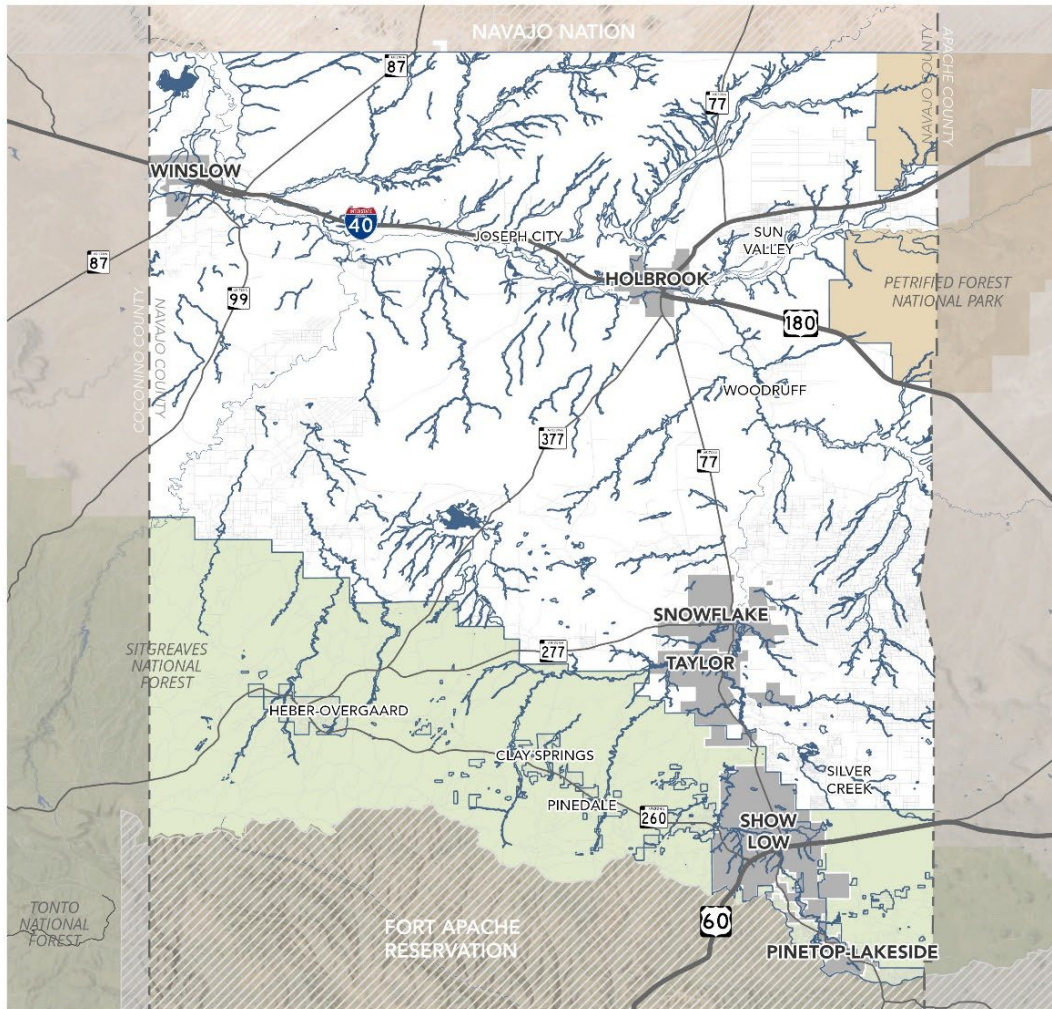 NAVAJO NATION
87
77
NAVAJO COUNTY
APACHE COUNTY
WINSLOW
40
JOSEPH CITY
SUN
VALLEY
87
99
HOLBROOK
PETRIFIED FOREST
NATIONAL PARK
180
COCONINO COUNTY
NAVAJO COUNTY
WOODRUFF
377
77
SNOWFLAKE
SITGREAVES
NATIONAL
FOREST
277
TAYLOR
HEBER-OVERGAARD
CLAY SPRINGS
SILVER
CREEK
PINEDALE
260
SHOW
LOW
TONTO
NATIONAL
FOREST
FORT APACHE
RESERVATION
60
PINETOP-LAKESIDE